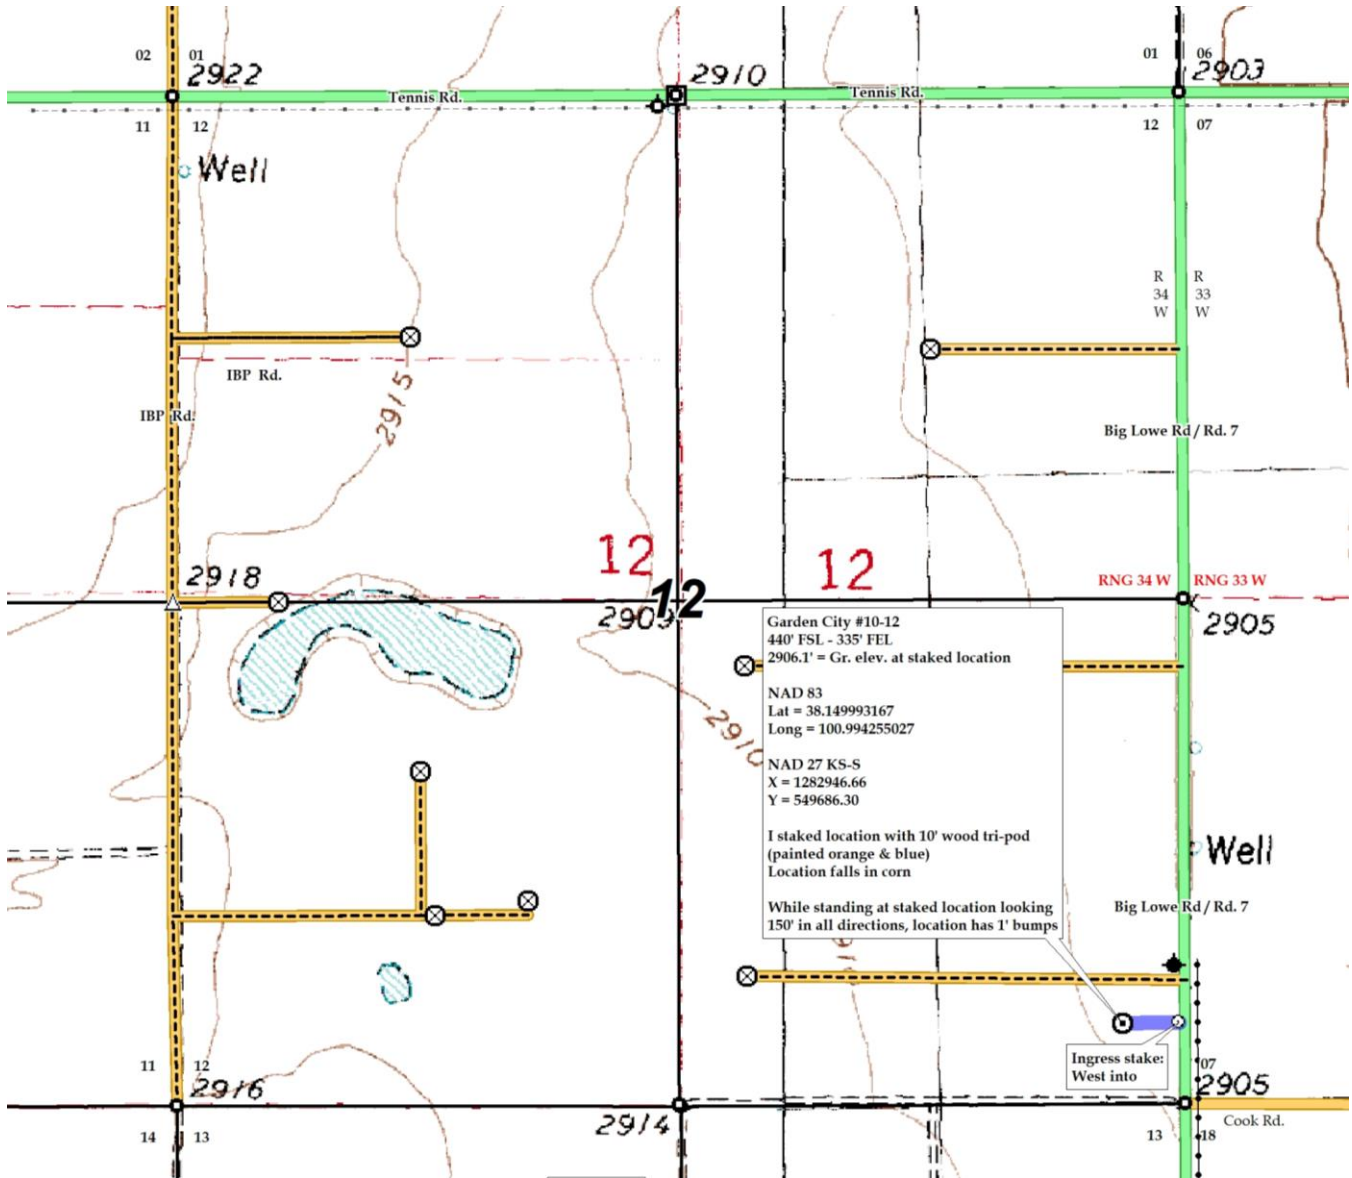 02 01
01 06
2922
2910
2903
Tennis Rd.
Tennis Rd.
11 12
12 07
Well
R R
34 33
W W
IBP Rd.
2915
IBP Rd.
Big Lowe Rd / Rd. 7
12
12
12
RNG 34 W RNG 33 W
2918
2909
2905
Garden City #10-12
440' FSL - 335' FEL
2906.1' = Gr. elev. at staked location
NAD 83
Lat = 38.149993167
Long = 100.994255027
NAD 27 KS-S
X = 1282946.66
Y = 549686.30
I staked location with 10' wood tri-pod
(painted orange & blue)
Location falls in corn
While standing at staked location looking
150' in all directions, location has 1' bumps
2910
Well
Big Lowe Rd / Rd. 7
Ingress stake:
West into
11 12
07
2916
2905
2914
Cook Rd.
14 13
13 18